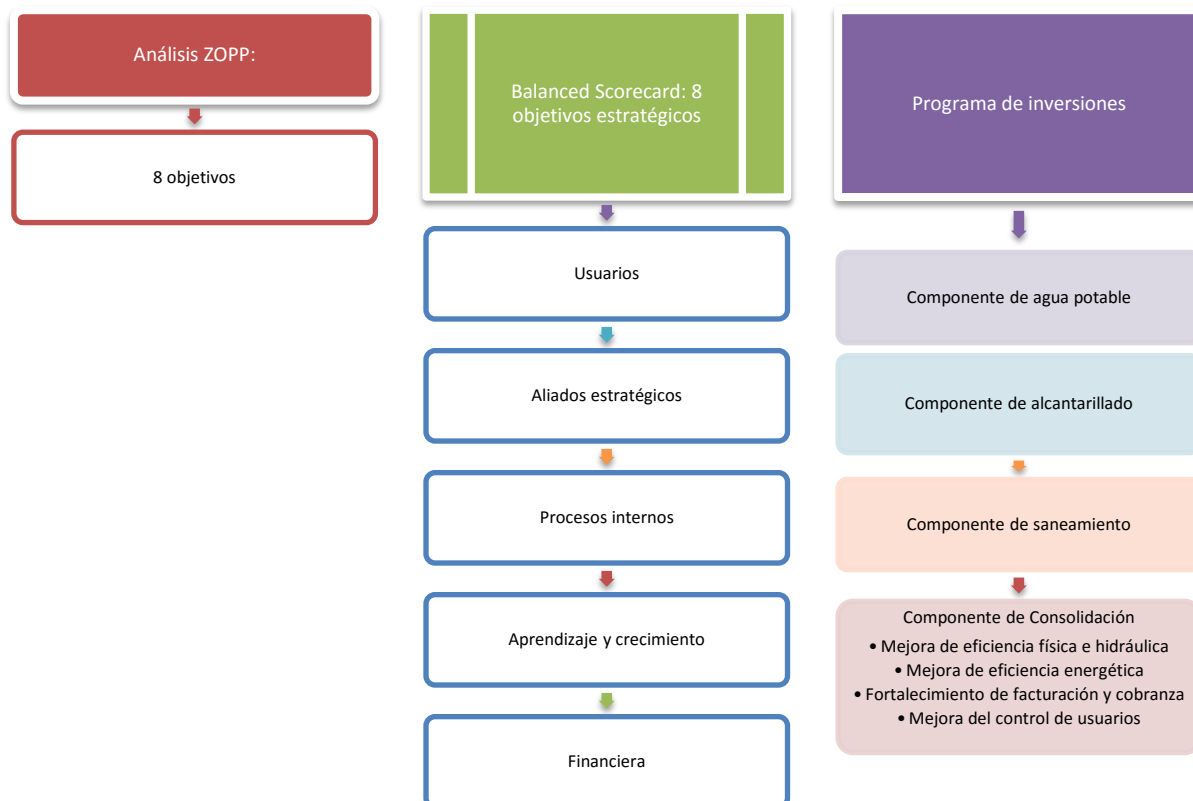 Análisis ZOPP:
8 objetivos
Balanced Scorecard: 8
objetivos estratégicos
Usuarios
Aliados estratégicos
Procesos internos
Aprendizaje y crecimiento
Financiera
Programa de inversiones
Componente de agua potable
Componente de alcantarillado
Componente de saneamiento
Componente de Consolidación
• Mejora de eficiencia física e hidráulica
• Mejora de eficiencia energética
• Fortalecimiento de facturación y cobranza
• Mejora del control de usuarios